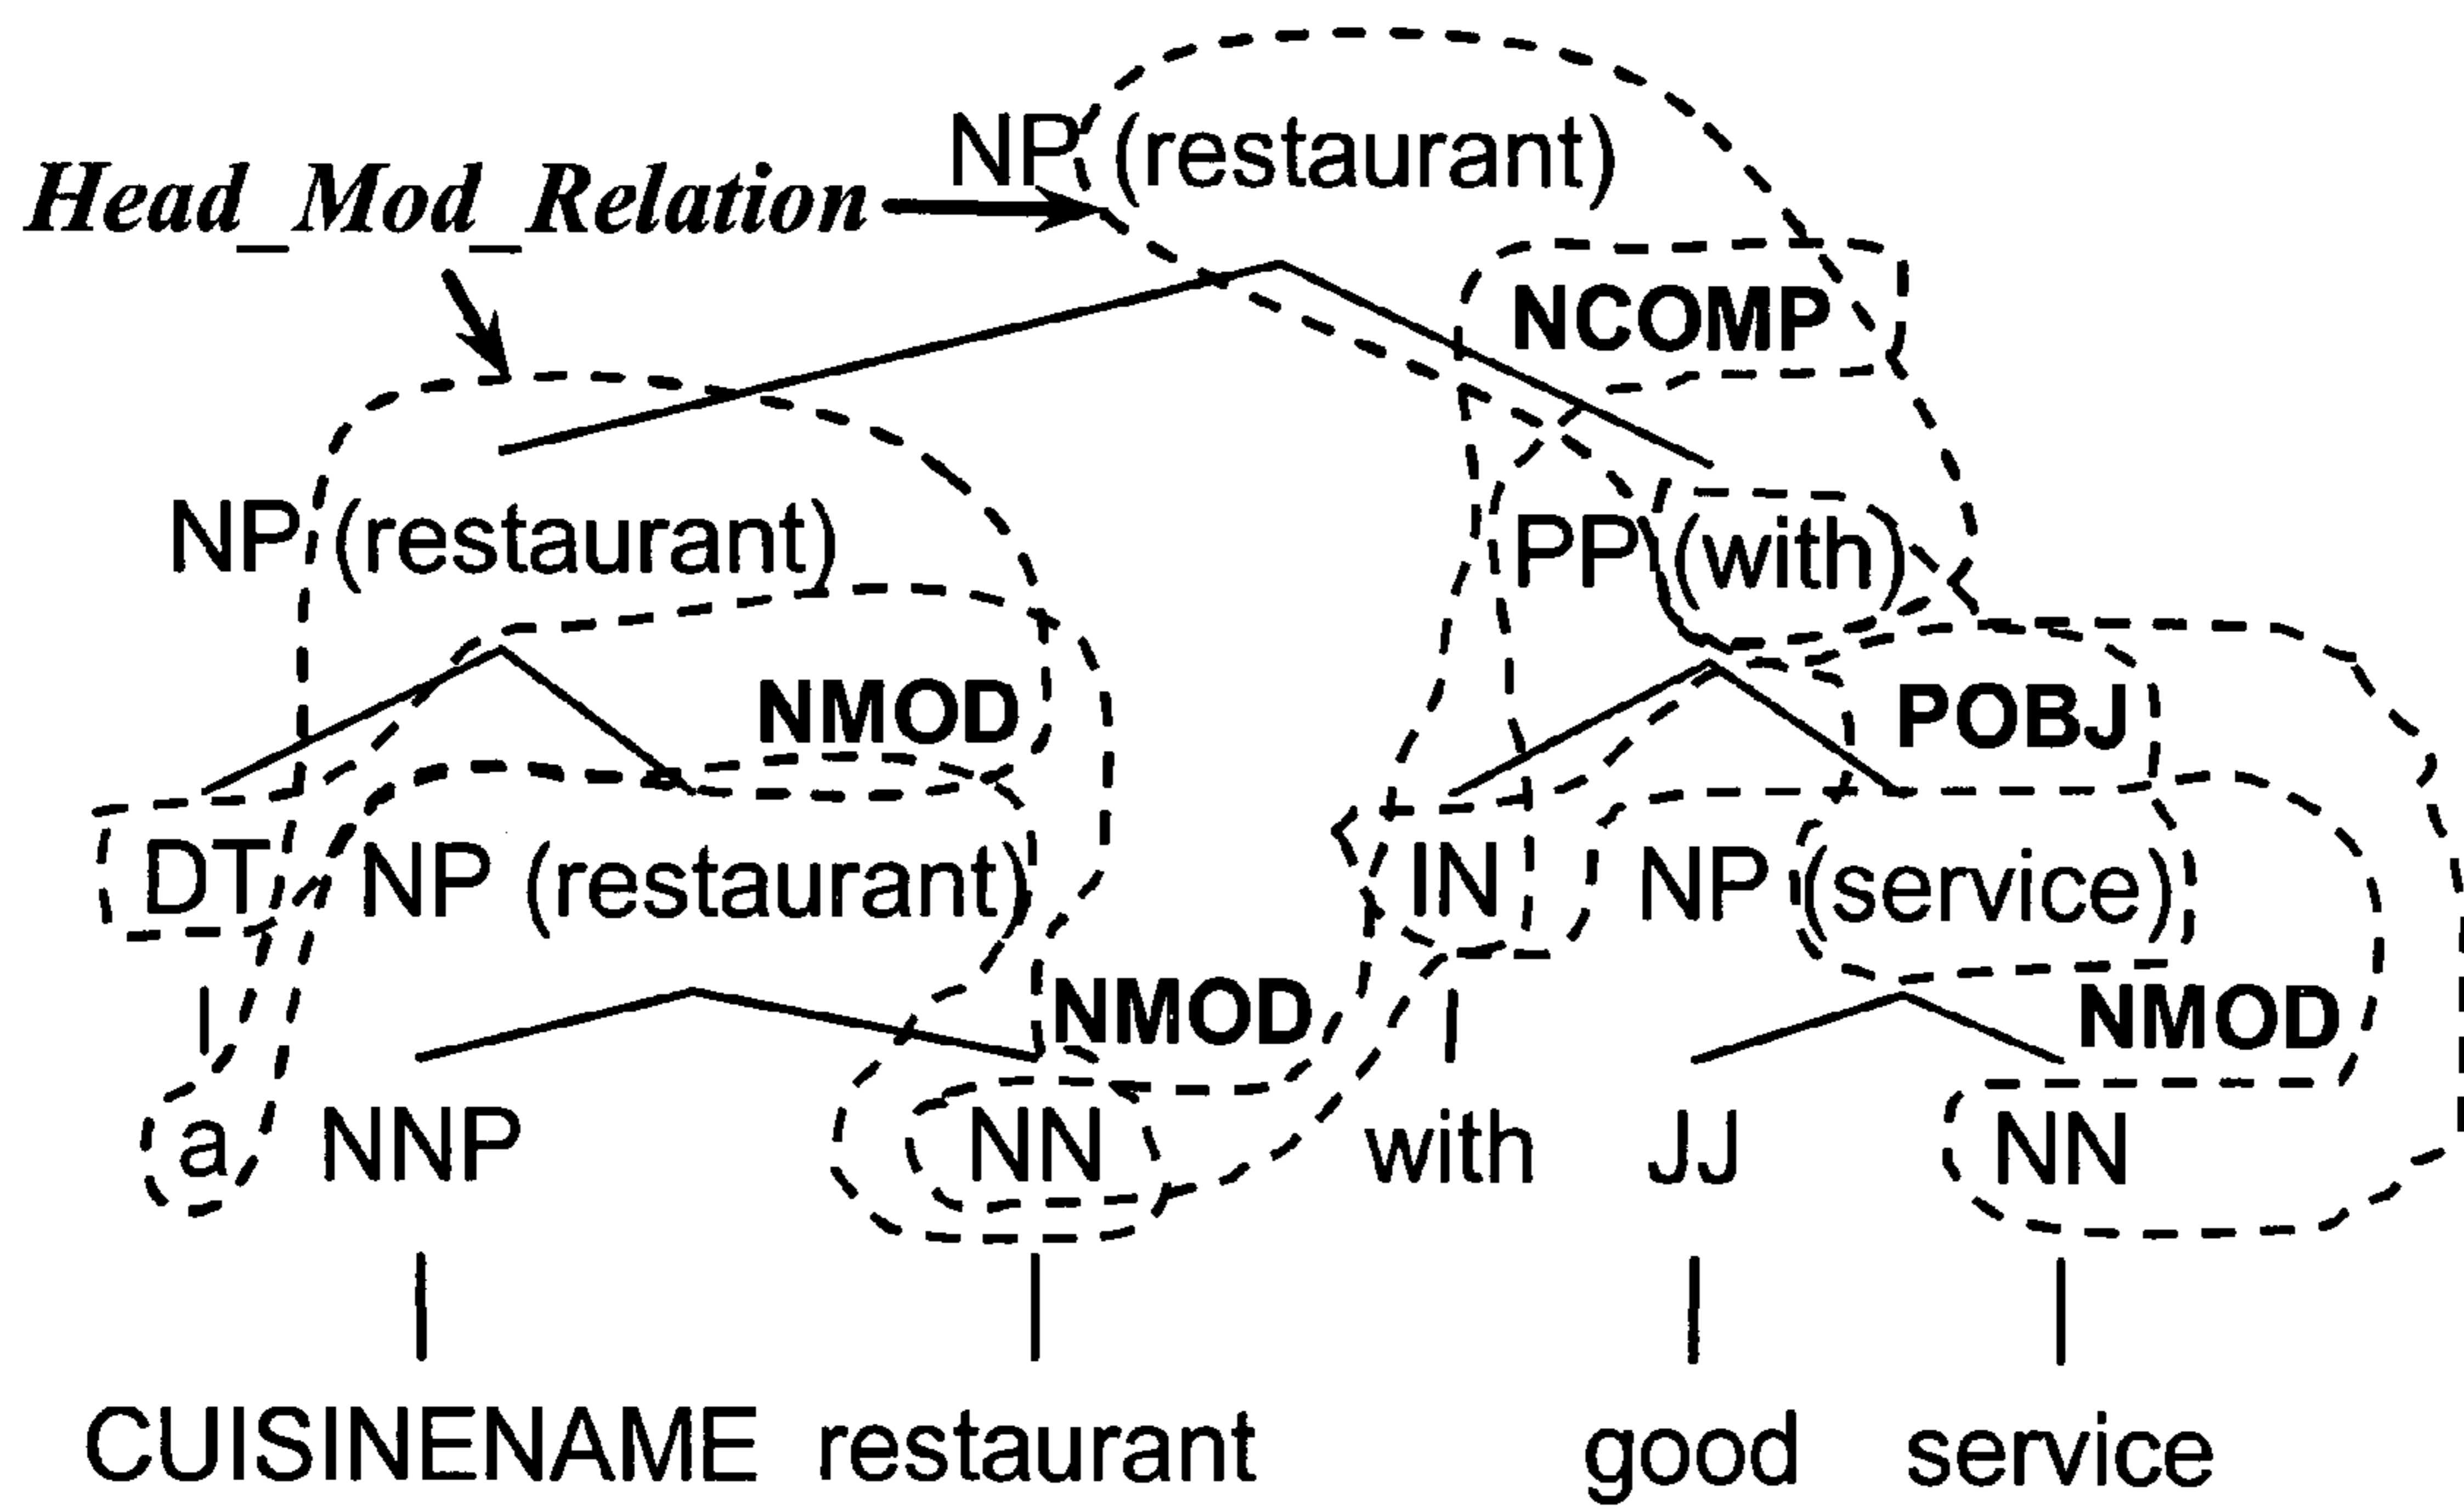 NP (restaurant)
Head_Mod_Relation
NCOMP
NP (restaurant) PP (with)
NMOD POBJ
DT NP (restaurant) IN NP (service)
NMOD NMOD
a NNP NN with JJ NN
CUISINENAME restaurant good service